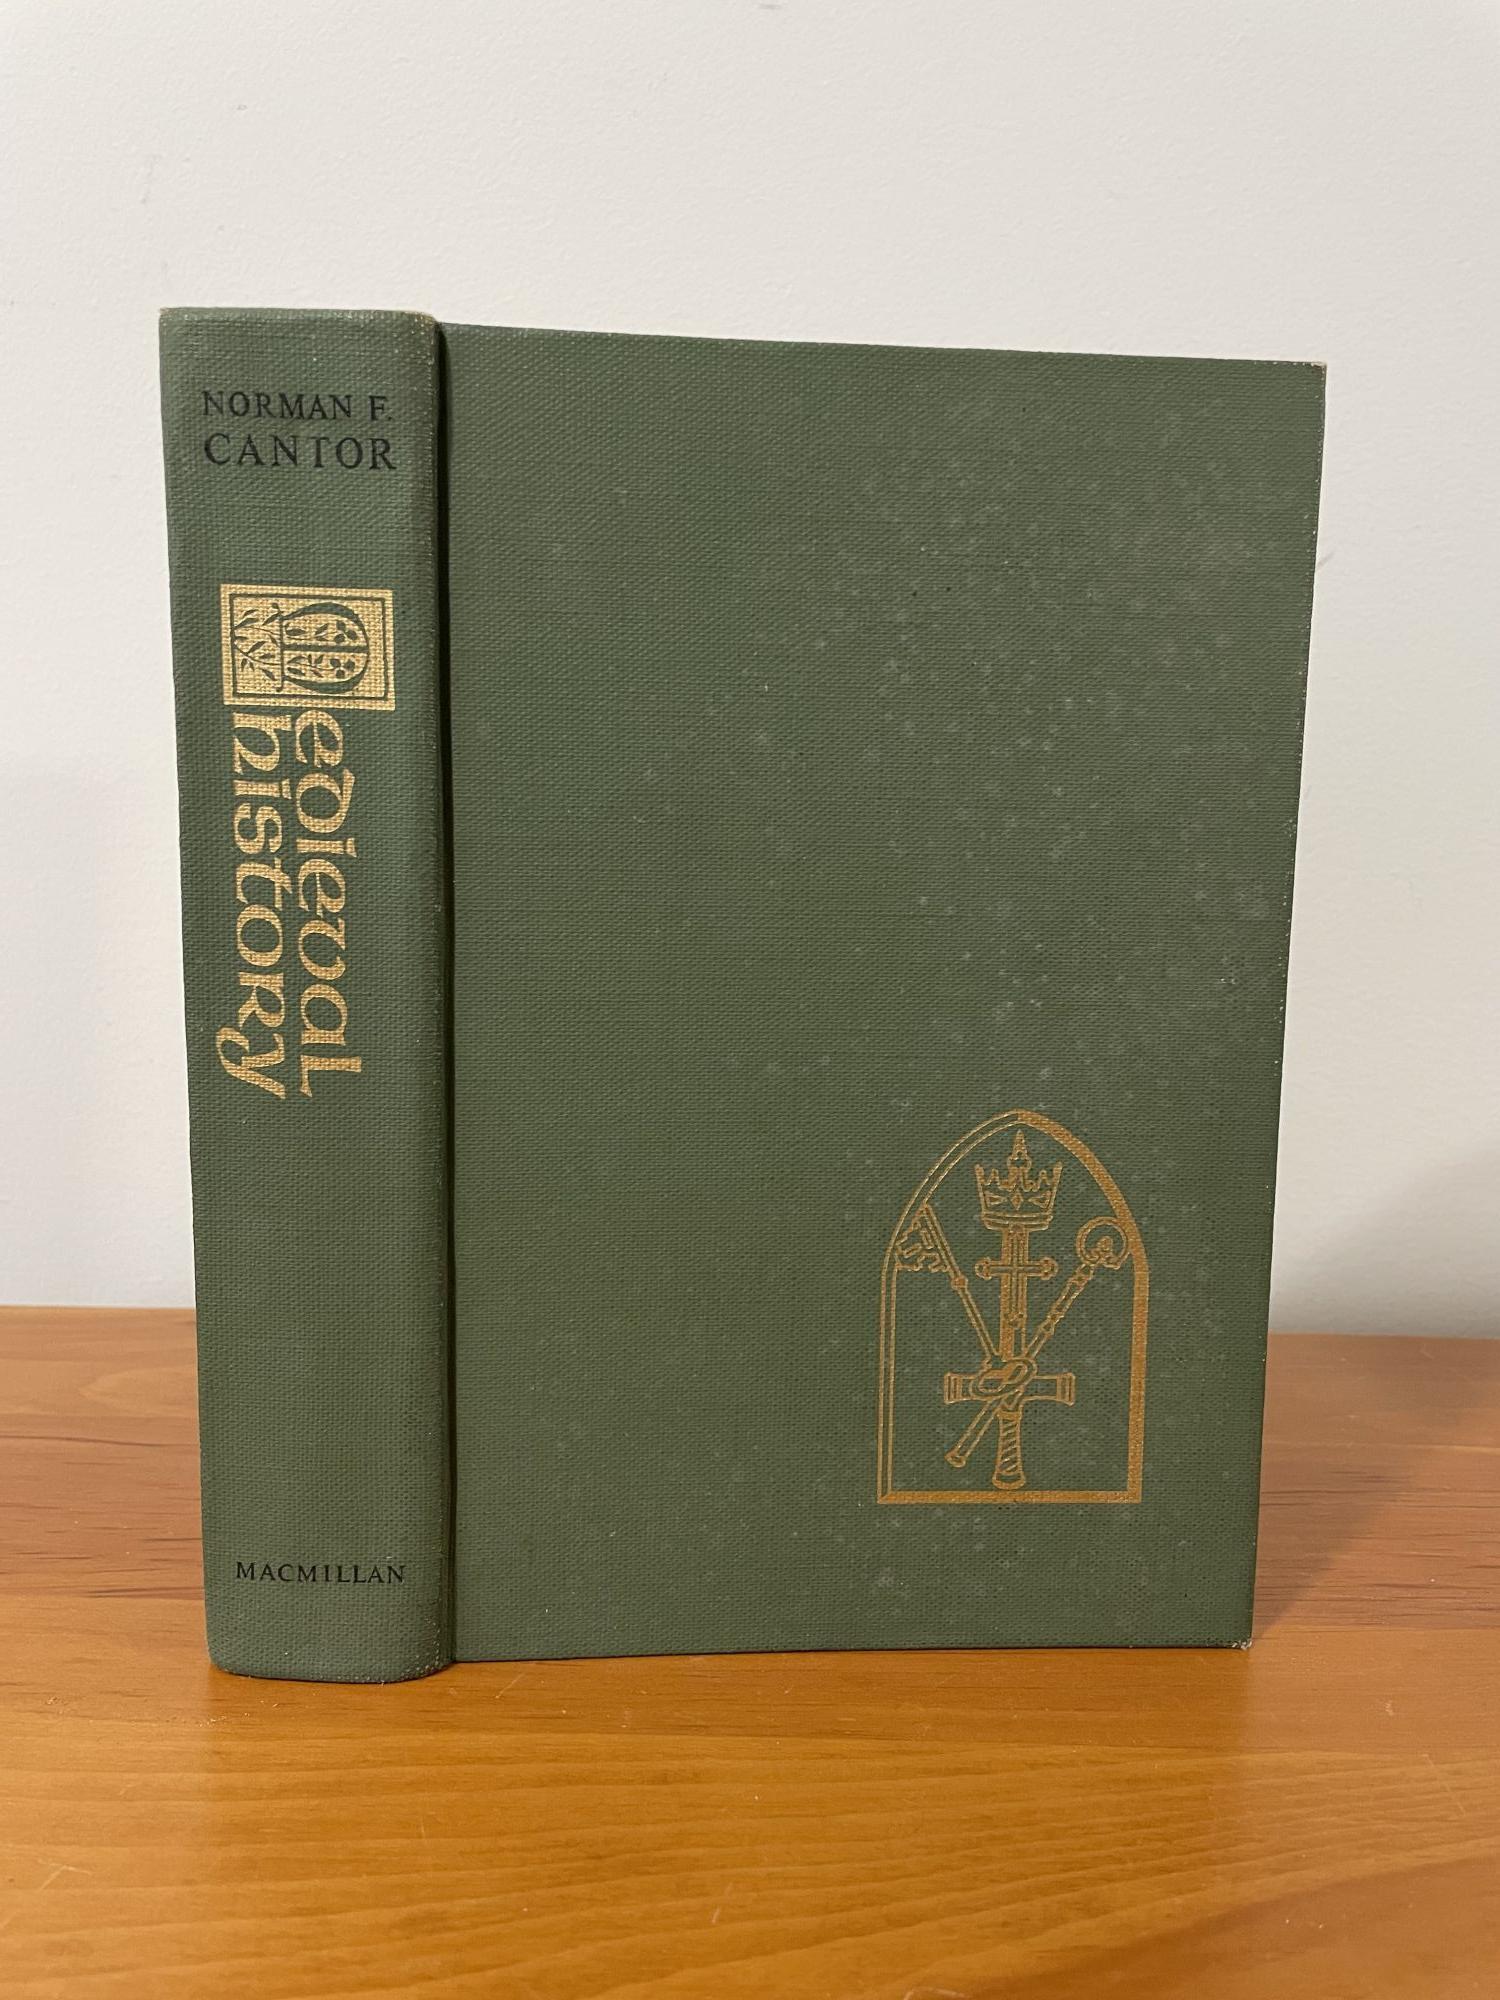 NORMAN F.
CANTOR
Medieval
history
MACMILLAN